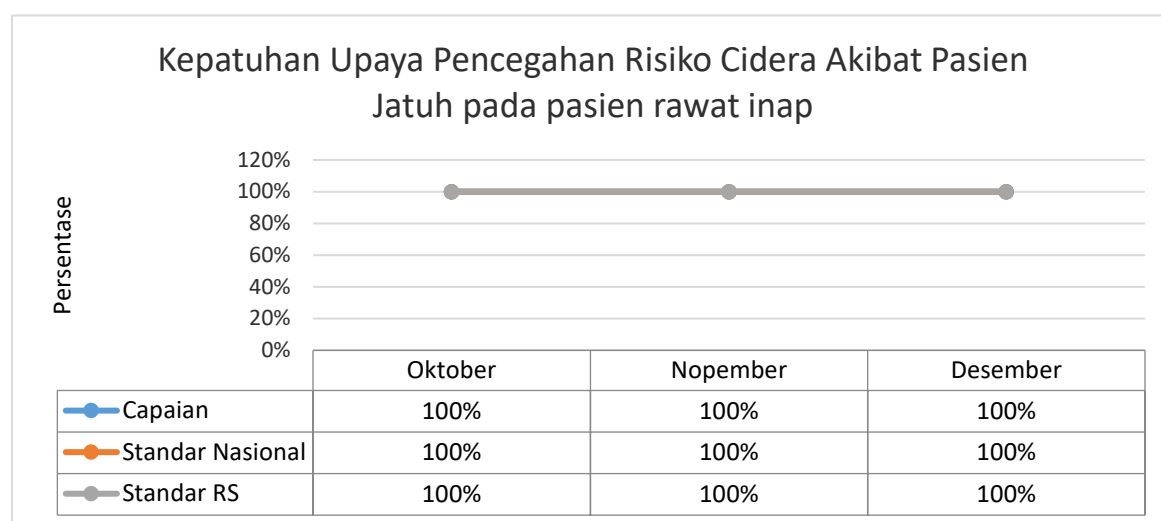 Kepatuhan Upaya Pencegahan Risiko Cidera Akibat Pasien
Jatuh pada pasien rawat inap
Persentase
120%
100%
80%
60%
40%
20%
0%
Oktober Nopember Desember
Capaian 100% 100% 100%
Standar Nasional 100% 100% 100%
Standar RS 100% 100% 100%